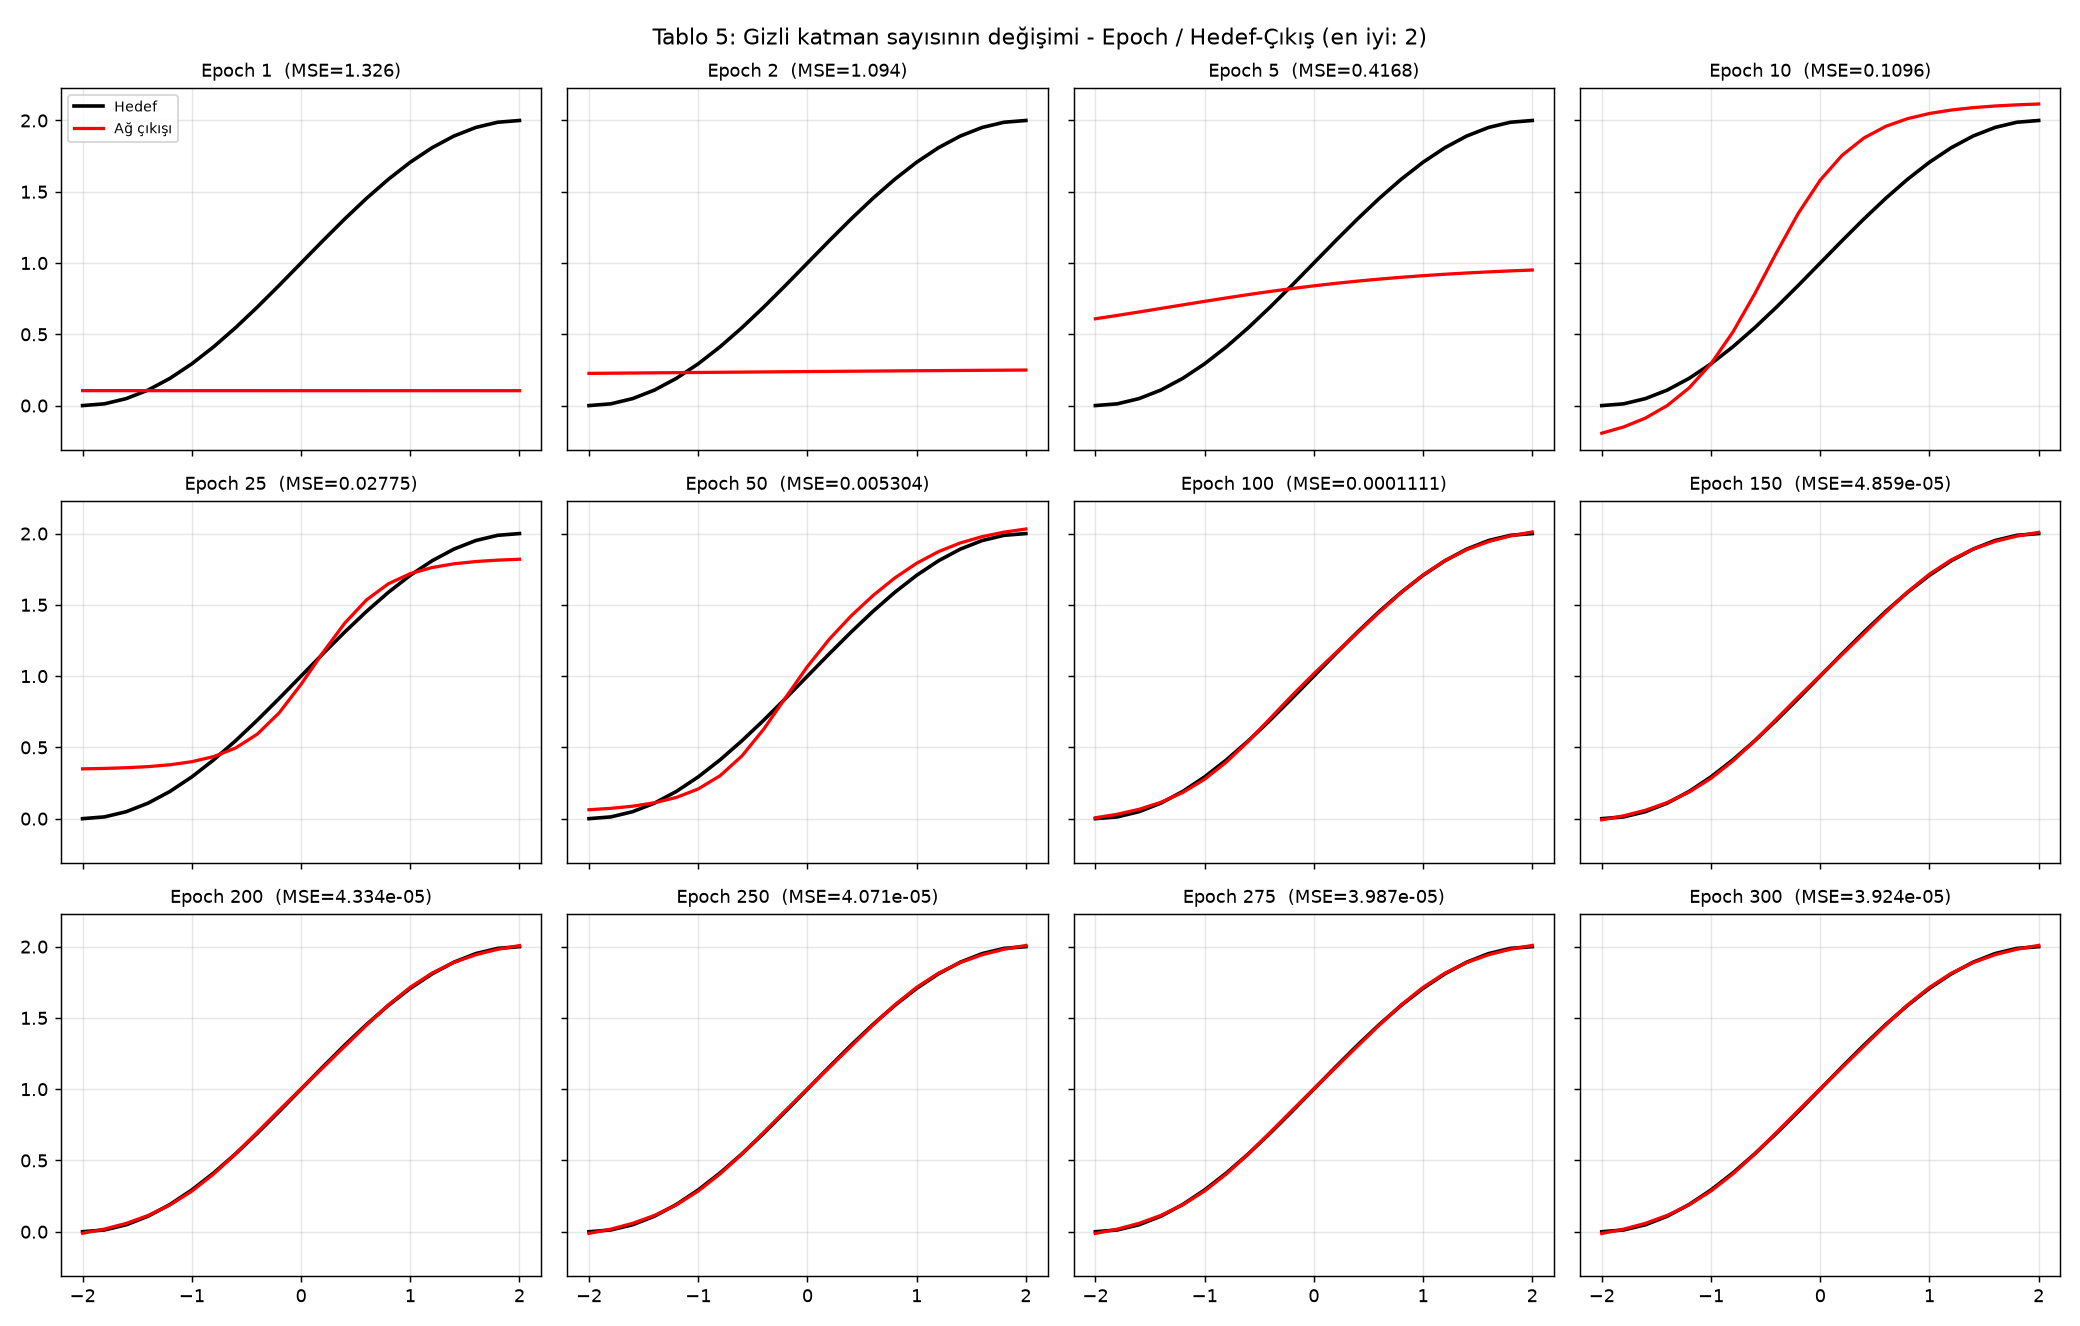 Tablo 5: Gizli katman sayısının değişimi - Epoch / Hedef-Çıkış (en iyi: 2)
Epoch 1 (MSE=1.326)
Epoch 2 (MSE=1.094)
Epoch 5 (MSE=0.4168)
Epoch 10 (MSE=0.1096)
Hedef
Ağ çıkışı
2.0
1.5
1.0
0.5
0.0
Epoch 25 (MSE=0.02775)
Epoch 50 (MSE=0.005304)
Epoch 100 (MSE=0.0001111)
Epoch 150 (MSE=4.859e-05)
2.0
1.5
1.0
0.5
0.0
Epoch 200 (MSE=4.334e-05)
Epoch 250 (MSE=4.071e-05)
Epoch 275 (MSE=3.987e-05)
Epoch 300 (MSE=3.924e-05)
2.0
1.5
1.0
0.5
0.0
−2 −1 0 1 2
−2 −1 0 1 2
−2 −1 0 1 2
−2 −1 0 1 2